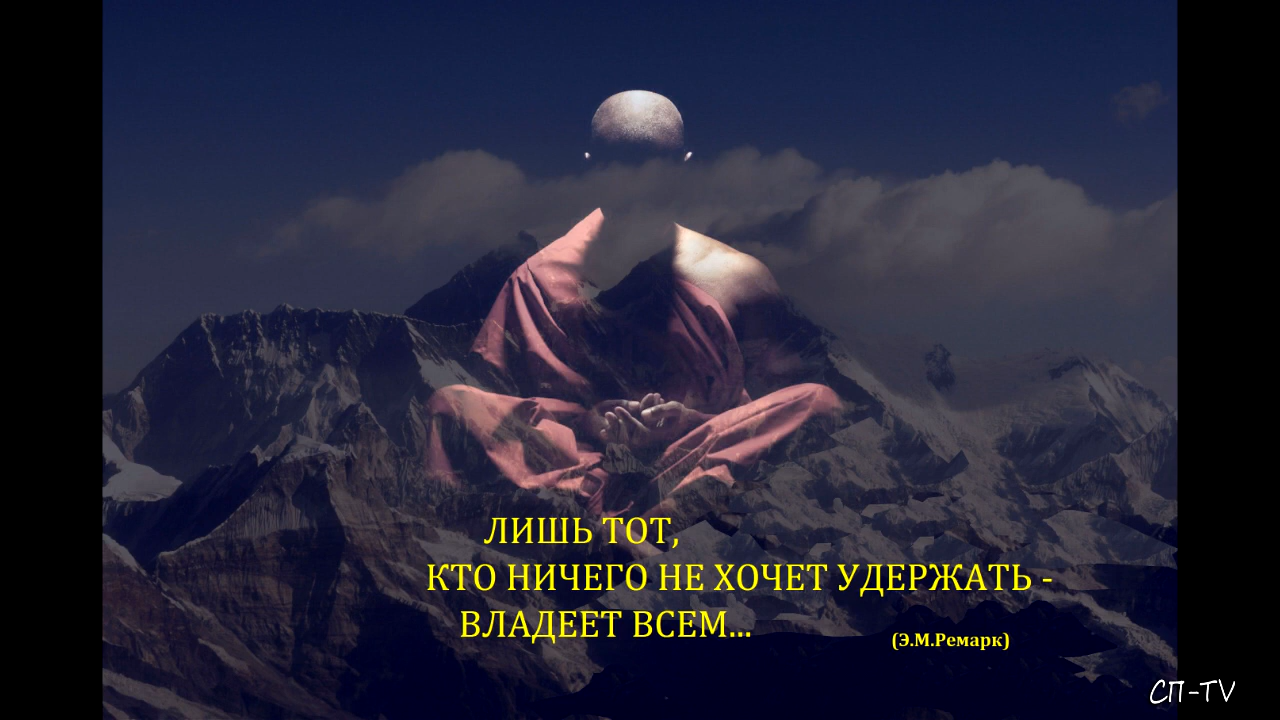 ЛИШЬ ТОТ,
КТО НИЧЕГО НЕ ХОЧЕТ УДЕРЖАТЬ -
ВЛАДЕЕТ ВСЕМ...
(Э.М.Ремарк)
СП-TV